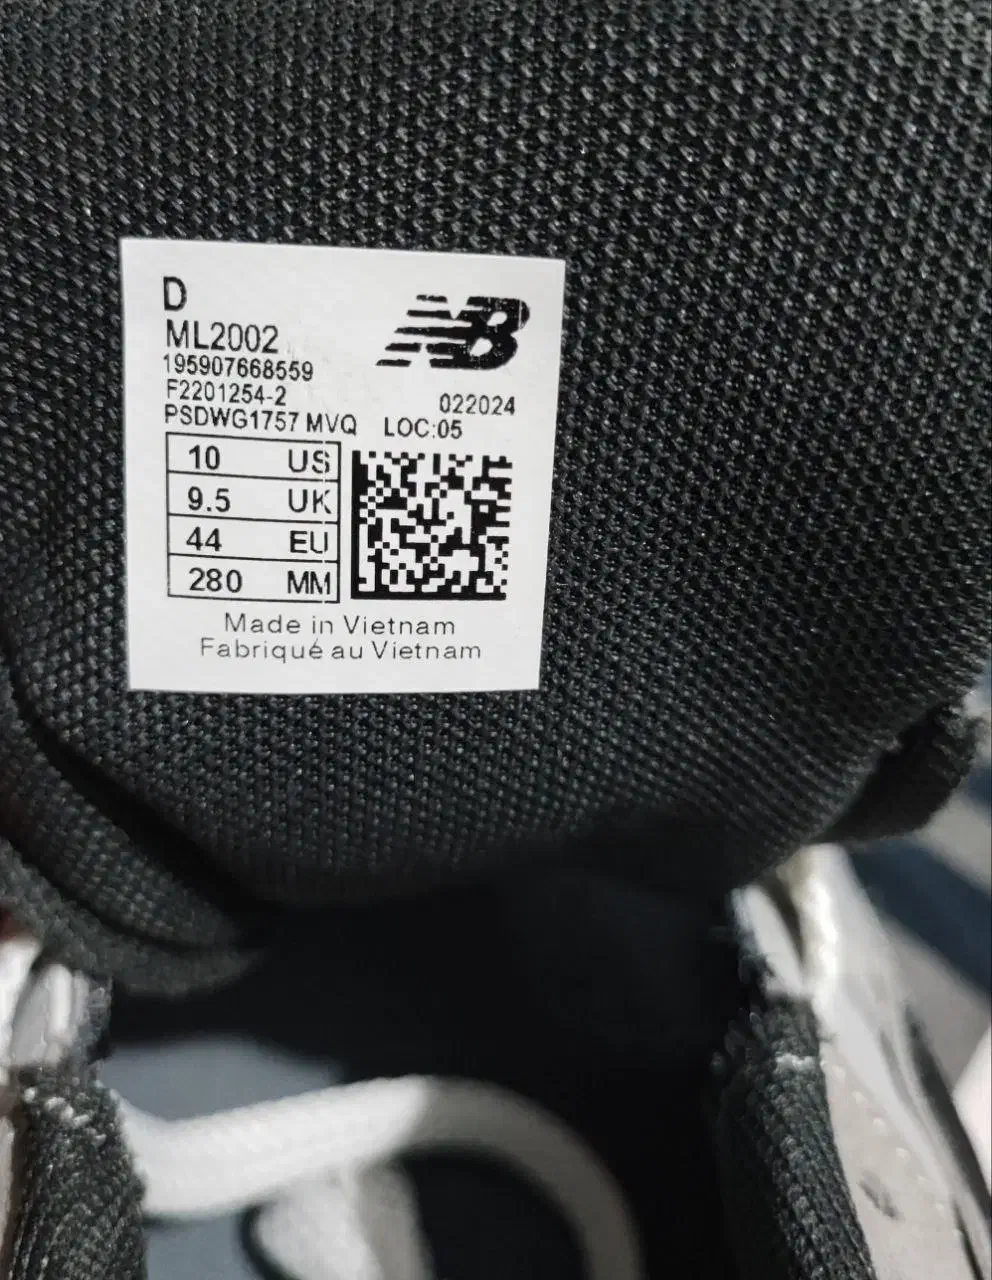 D
ML2002
NB
195907668559
F2201254-2
022024
PSDWG1757 MVQ LOC:05
10 US
9.5 UK
44 EU
280 MM
Made in Vietnam
Fabriqué au Vietnam